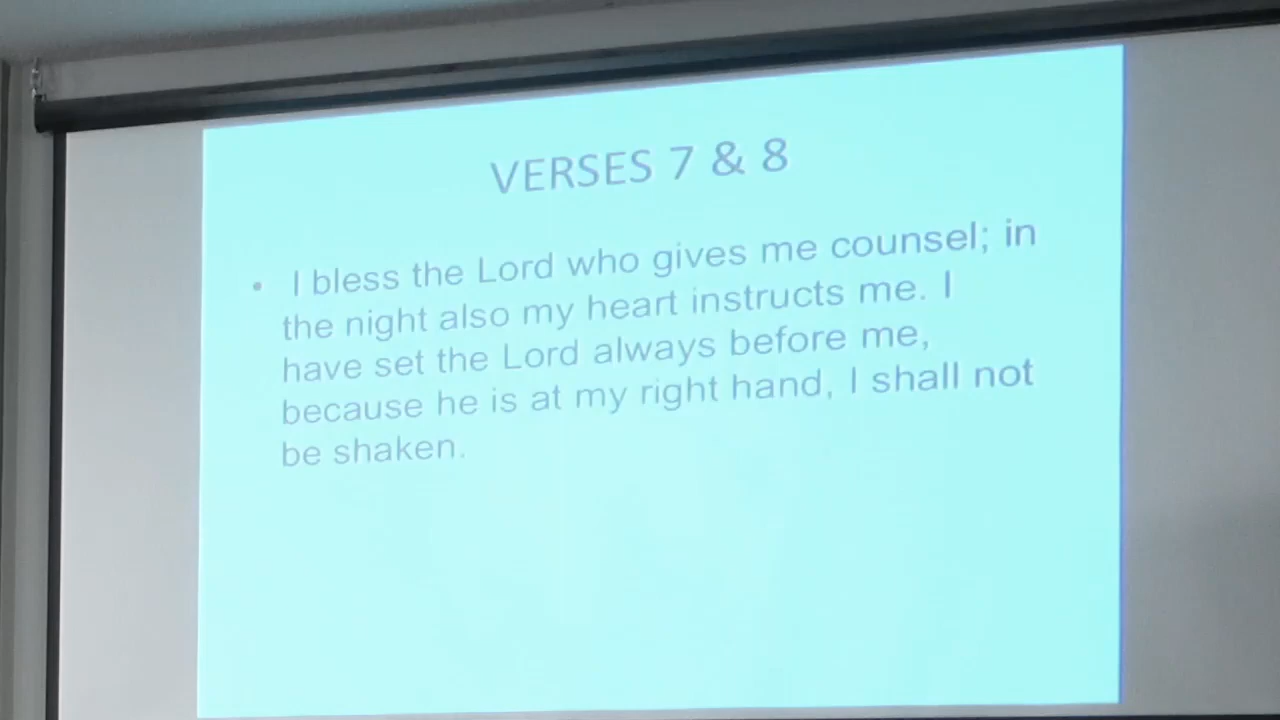 VERSES 7 & 8
• I bless the Lord who gives me counsel; in
the night also my heart instructs me. I
have set the Lord always before me,
because he is at my right hand, I shall not
be shaken.